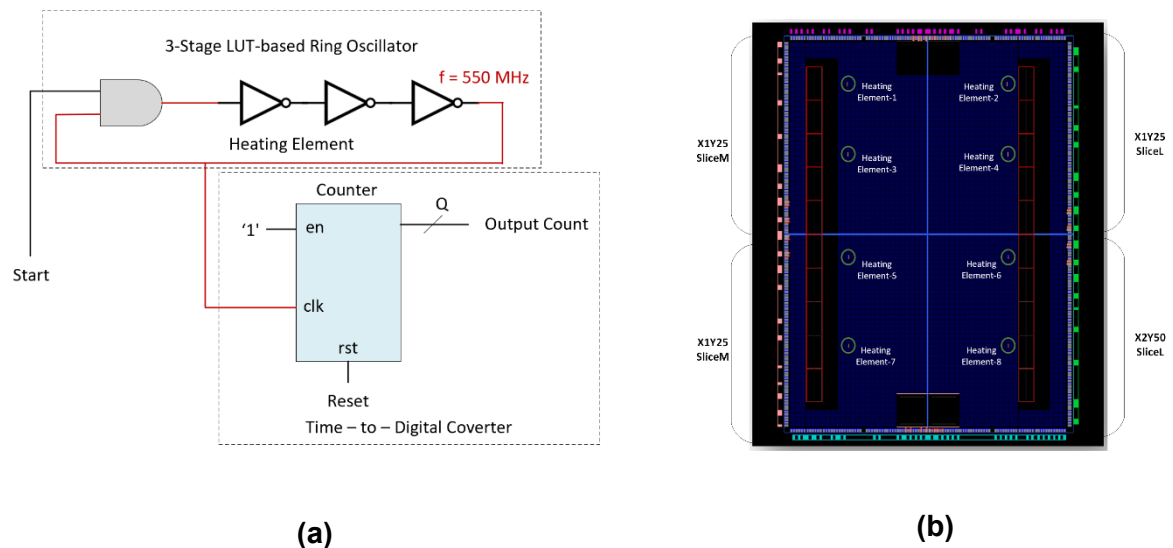 3-Stage LUT-based Ring Oscillator
f = 550 MHz
Heating Element
Start
Counter
'1'
en
Q
Output Count
clk
rst
Reset
Time – to – Digital Coverter
(a)
X1Y25
SliceM
X1Y25
SliceM
Heating
Element-1
Heating
Element-2
Heating
Element-3
Heating
Element-4
Heating
Element-5
Heating
Element-6
Heating
Element-7
Heating
Element-8
X1Y25
SliceL
X2Y50
SliceL
(b)